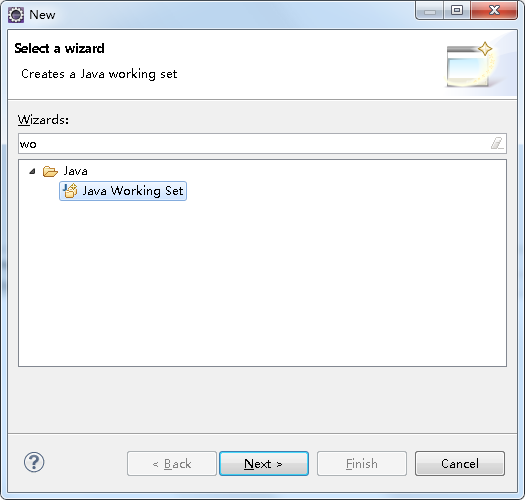 New
Select a wizard
Creates a Java working set
Wizards:
wo
Java
Java Working Set
?
< Back Next > Finish Cancel